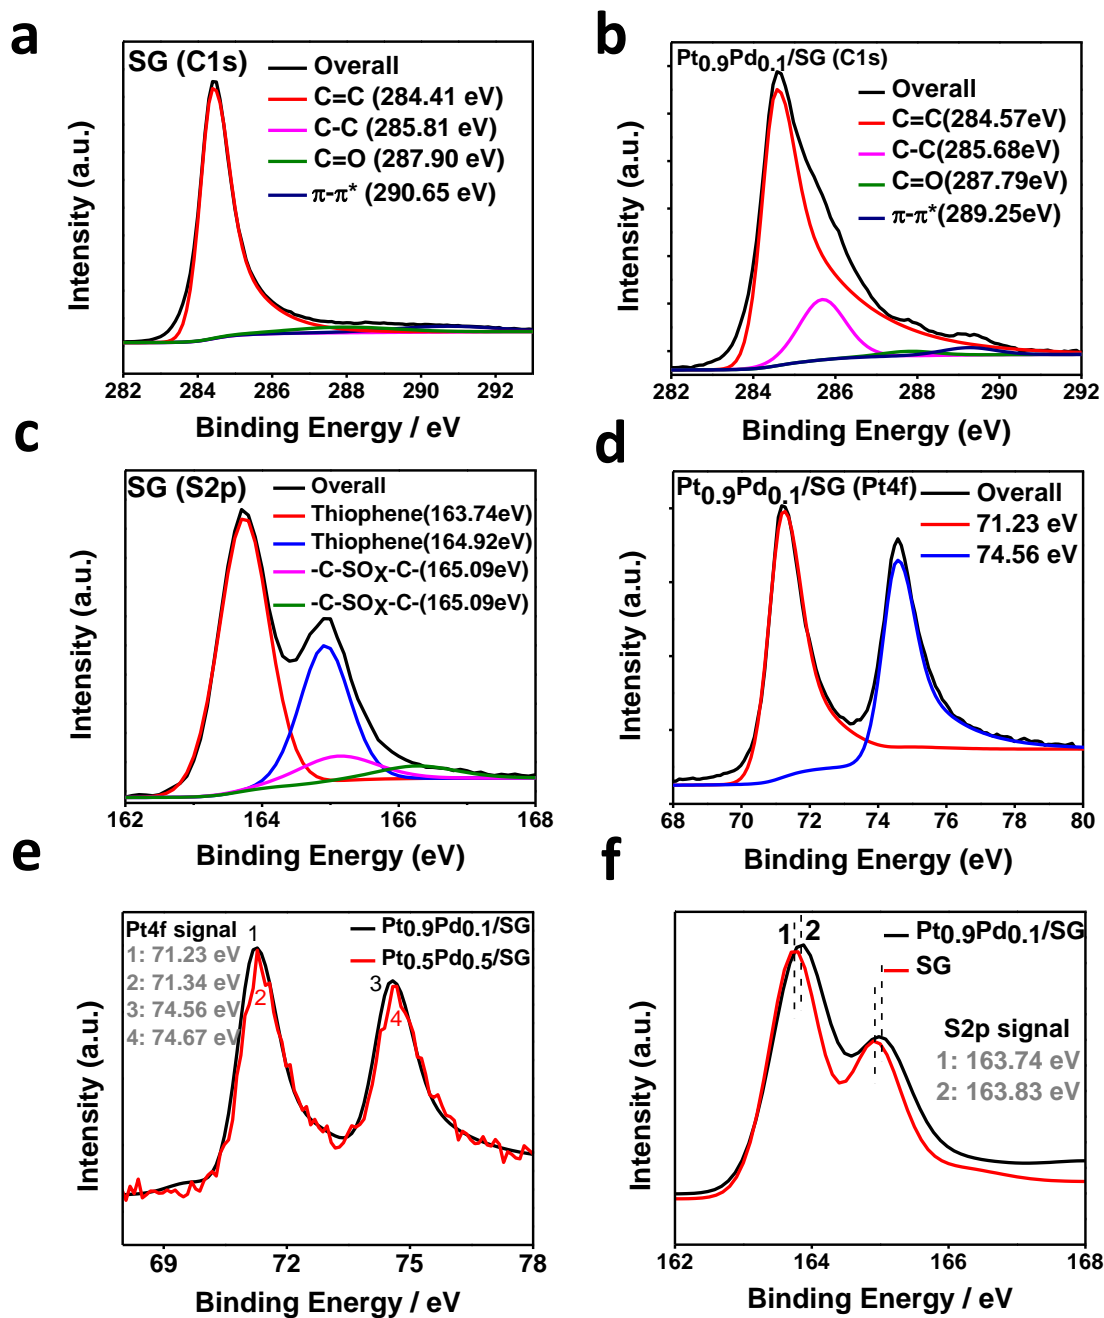 a
SG (C1s)
Overall
C=C (284.41 eV)
C-C (285.81 eV)
C=O (287.90 eV)
π-π* (290.65 eV)
Intensity (a.u.)
282 284 286 288 290 292
Binding Energy / eV
b
Pt0.9Pd0.1/SG (C1s)
Overall
C=C(284.57eV)
C-C(285.68eV)
C=O(287.79eV)
π-π*(289.25eV)
Intensity (a.u.)
282 284 286 288 290 292
Binding Energy (eV)
c
SG (S2p)
Overall
Thiophene(163.74eV)
Thiophene(164.92eV)
-C-SOX-C-(165.09eV)
-C-SOX-C-(165.09eV)
Intensity (a.u.)
162 164 166 168
Binding Energy (eV)
d
Pt0.9Pd0.1/SG (Pt4f)
Overall
71.23 eV
74.56 eV
Intensity (a.u.)
68 70 72 74 76 78 80
Binding Energy (eV)
e
Pt4f signal
1: 71.23 eV
2: 71.34 eV
3: 74.56 eV
4: 74.67 eV
1
2
3
4
Pt0.9Pd0.1/SG
Pt0.5Pd0.5/SG
Intensity (a.u.)
69 72 75 78
Binding Energy / eV
f
1 2
Pt0.9Pd0.1/SG
SG
S2p signal
1: 163.74 eV
2: 163.83 eV
Intensity (a.u.)
162 164 166 168
Binding Energy / eV